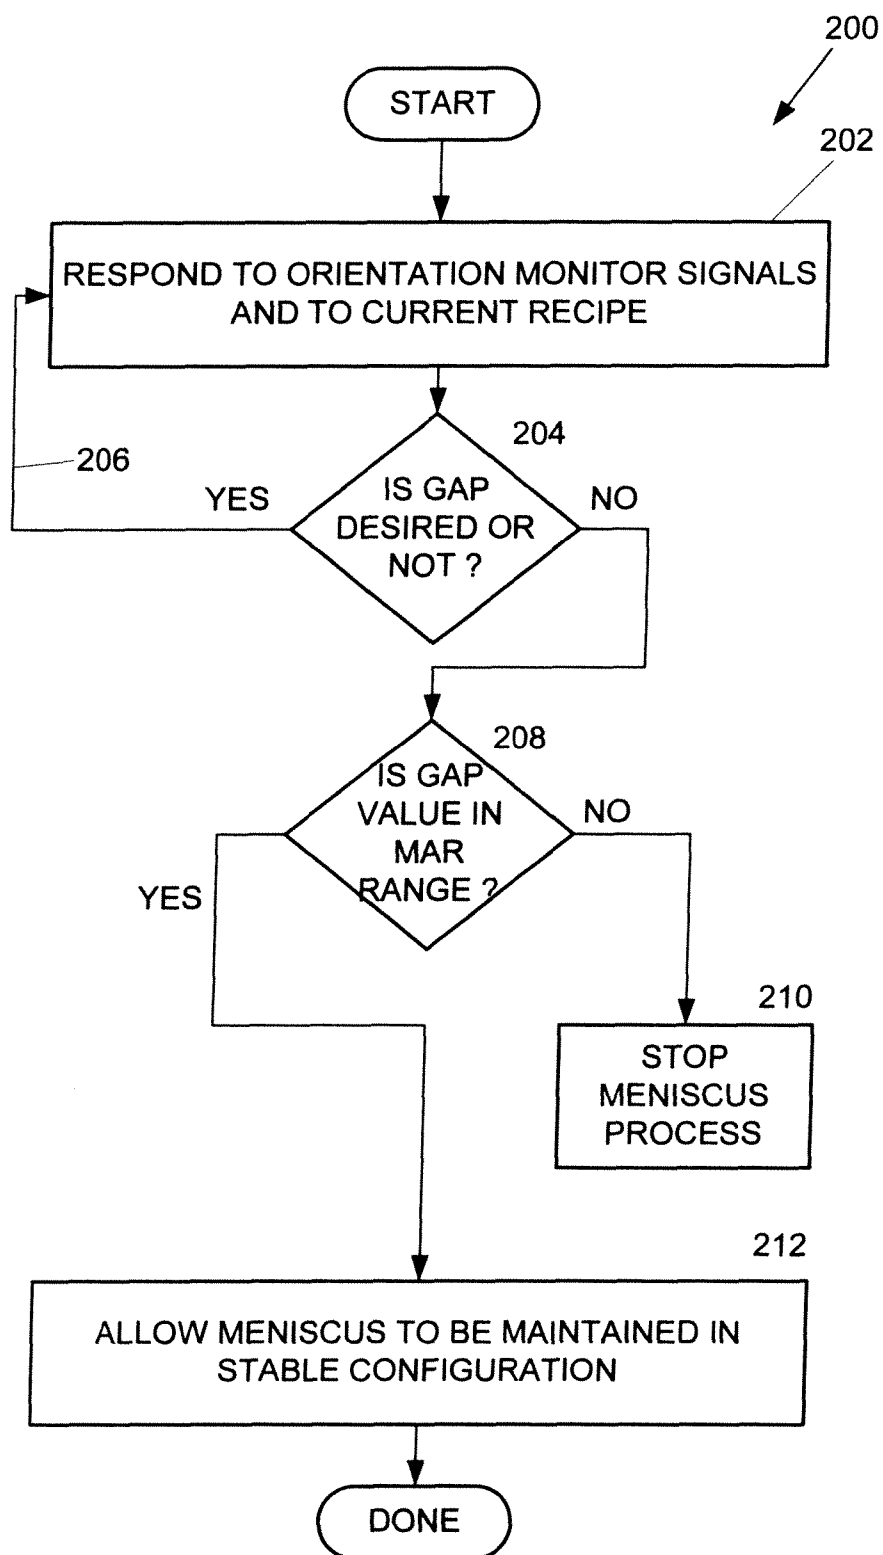 200
START
202
RESPOND TO ORIENTATION MONITOR SIGNALS
AND TO CURRENT RECIPE
204
206
YES
IS GAP
DESIRED OR
NOT ?
NO
208
IS GAP
VALUE IN
MAR
RANGE ?
NO
YES
210
STOP
MENISCUS
PROCESS
212
ALLOW MENISCUS TO BE MAINTAINED IN
STABLE CONFIGURATION
DONE